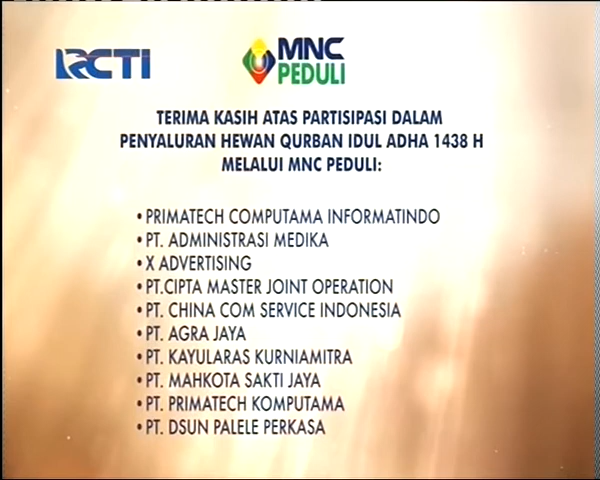 RCTI
MNC
PEDULI
TERIMA KASIH ATAS PARTISIPASI DALAM
PENYALURAN HEWAN QURBAN IDUL ADHA 1438 H
MELALUI MNC PEDULI:
• PRIMATECH COMPUTAMA INFORMATINDO
• PT. ADMINISTRASI MEDIKA
• X ADVERTISING
• PT.CIPTA MASTER JOINT OPERATION
• PT. CHINA COM SERVICE INDONESIA
• PT. AGRA JAYA
• PT. KAYULARAS KURNIAMITRA
• PT. MAHKOTA SAKTI JAYA
• PT. PRIMATECH KOMPUTAMA
• PT. DSUN PALELE PERKASA